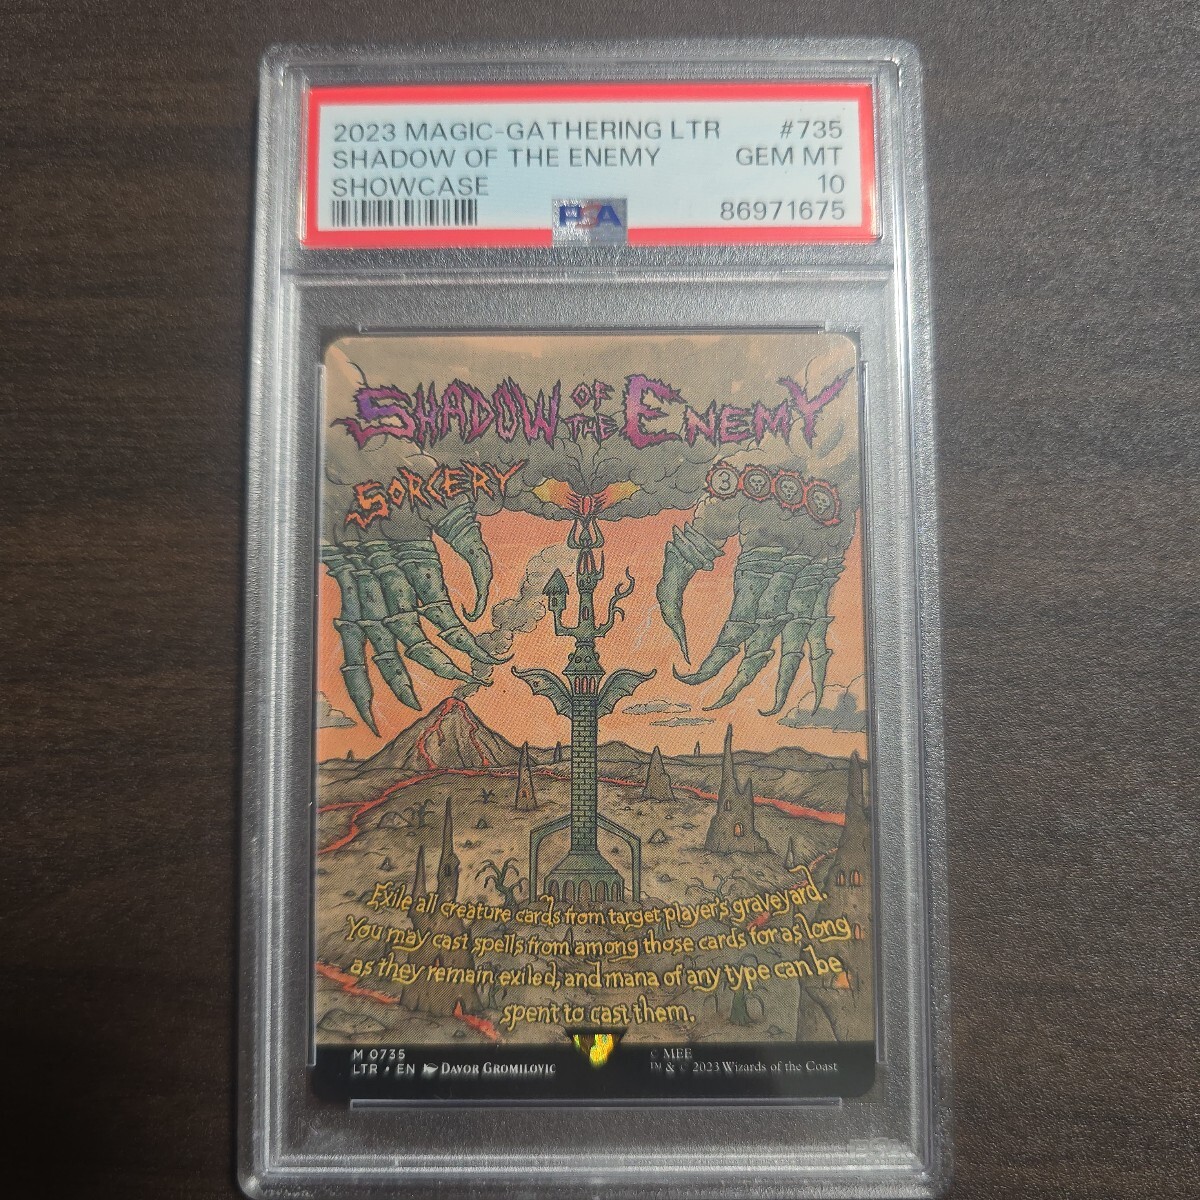 2023 MAGIC-GATHERING LTR #735
SHADOW OF THE ENEMY GEM MT
SHOWCASE 10
PSA 86971675
SHADOW OF THE ENEMY
SORCERY 3
Exile all creature cards from target player's graveyard.
You may cast spells from among those cards for as long
as they remain exiled, and mana of any type can be
spent to cast them.
M 0735 © MEE
LTR • EN DAVOR GROMILOVIC ™ & © 2023 Wizards of the Coast